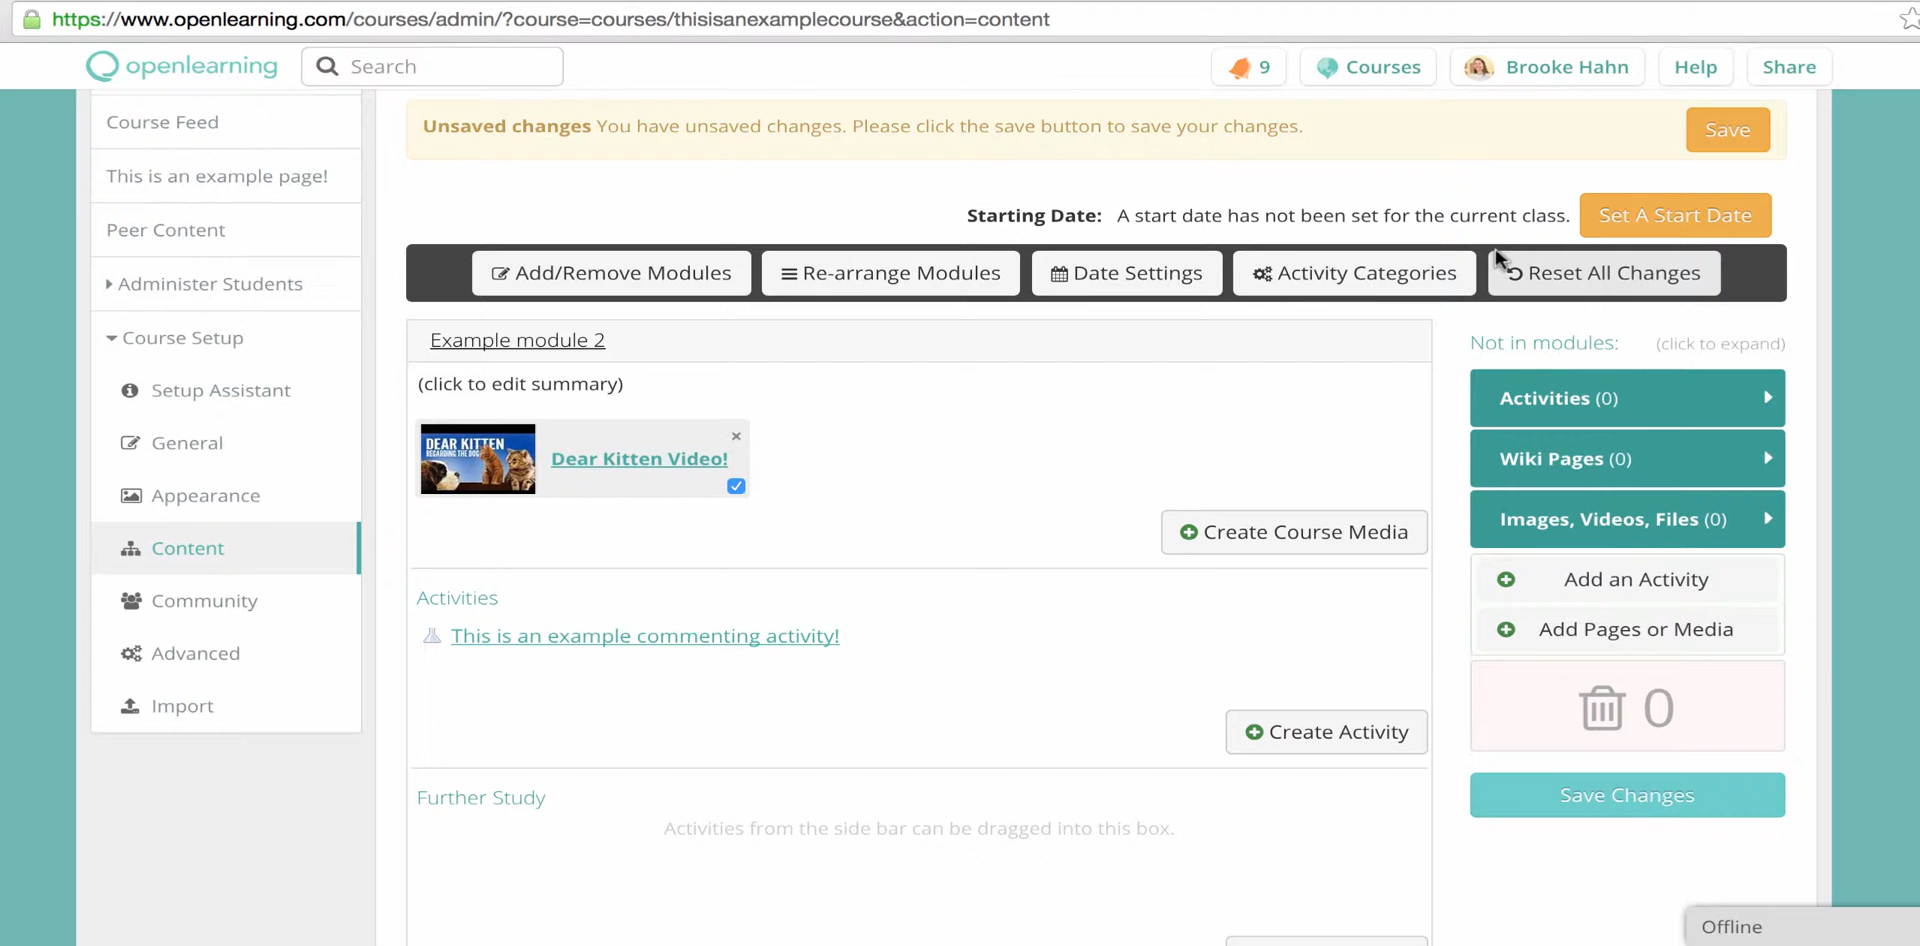 https://www.openlearning.com/courses/admin/?course=courses/thisisanexamplecourse&action=content
openlearning
Search
9
Courses
Brooke Hahn
Help
Share
Course Feed
This is an example page!
Peer Content
Administer Students
Course Setup
Setup Assistant
General
Appearance
Content
Community
Advanced
Import
Unsaved changes You have unsaved changes. Please click the save button to save your changes.
Save
Starting Date: A start date has not been set for the current class.
Set A Start Date
Add/Remove Modules
Re-arrange Modules
Date Settings
Activity Categories
Reset All Changes
Example module 2
(click to edit summary)
DEAR KITTEN
REGARDING THE DOG
Dear Kitten Video!
Create Course Media
Activities
This is an example commenting activity!
Create Activity
Further Study
Activities from the side bar can be dragged into this box.
Not in modules: (click to expand)
Activities (0)
Wiki Pages (0)
Images, Videos, Files (0)
Add an Activity
Add Pages or Media
0
Save Changes
Offline